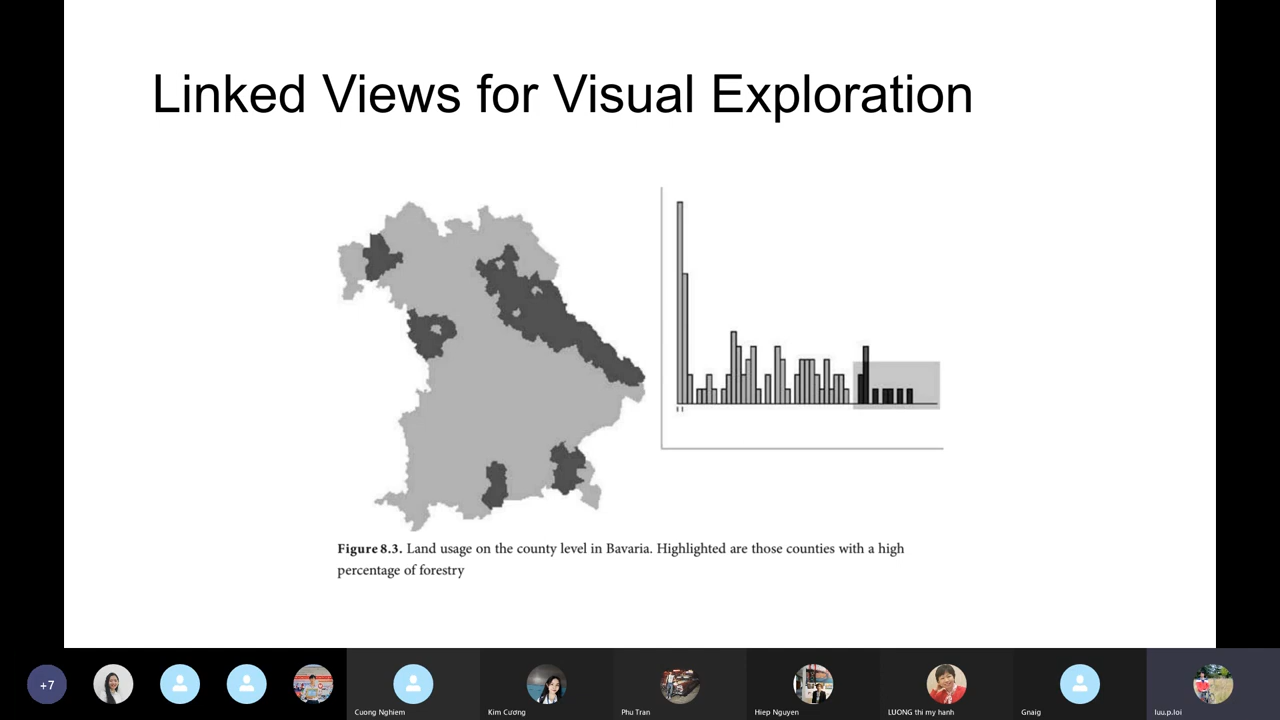 Linked Views for Visual Exploration
Figure 8.3. Land usage on the county level in Bavaria. Highlighted are those counties with a high
percentage of forestry
+7
Cuong Nghiem
Kim Cương
Phu Tran
Hiep Nguyen
LUONG thi my hanh
Gnaig
luu.p.loi